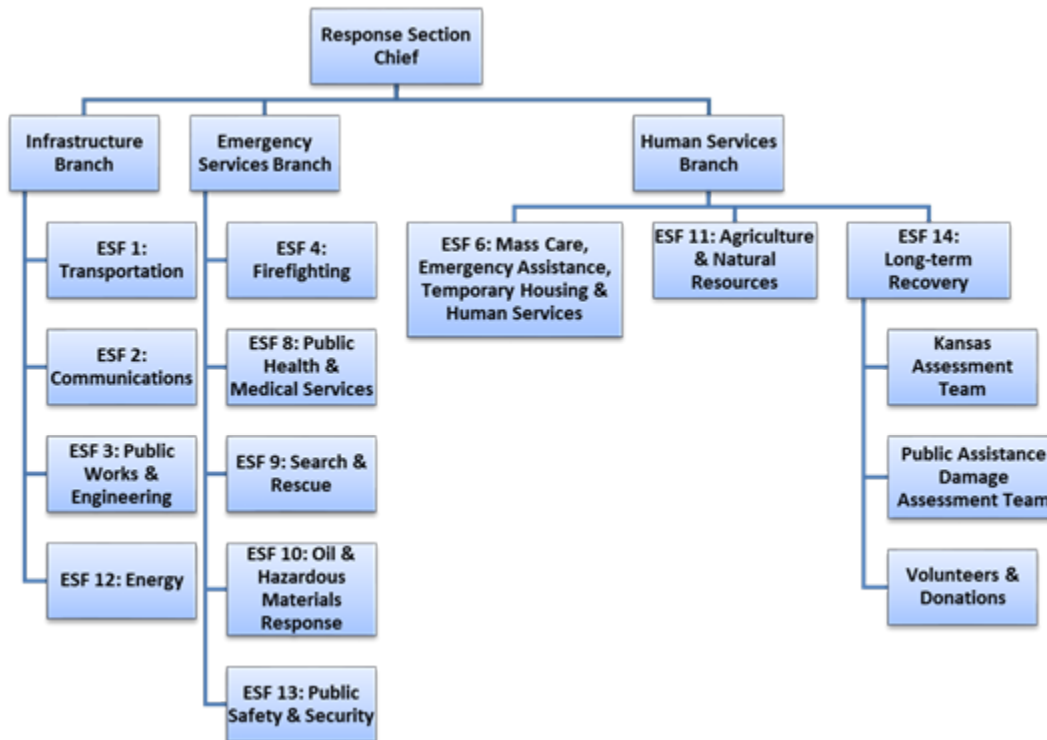 Response Section
Chief
Infrastructure
Branch
Emergency
Services Branch
Human Services
Branch
ESF 1:
Transportation
ESF 2:
Communications
ESF 3: Public
Works &
Engineering
ESF 12: Energy
ESF 4:
Firefighting
ESF 8: Public
Health &
Medical Services
ESF 9: Search &
Rescue
ESF 10: Oil &
Hazardous
Materials
Response
ESF 13: Public
Safety & Security
ESF 6: Mass Care,
Emergency Assistance,
Temporary Housing &
Human Services
ESF 11: Agriculture
& Natural
Resources
ESF 14:
Long-term
Recovery
Kansas
Assessment
Team
Public Assistance
Damage
Assessment Team
Volunteers &
Donations